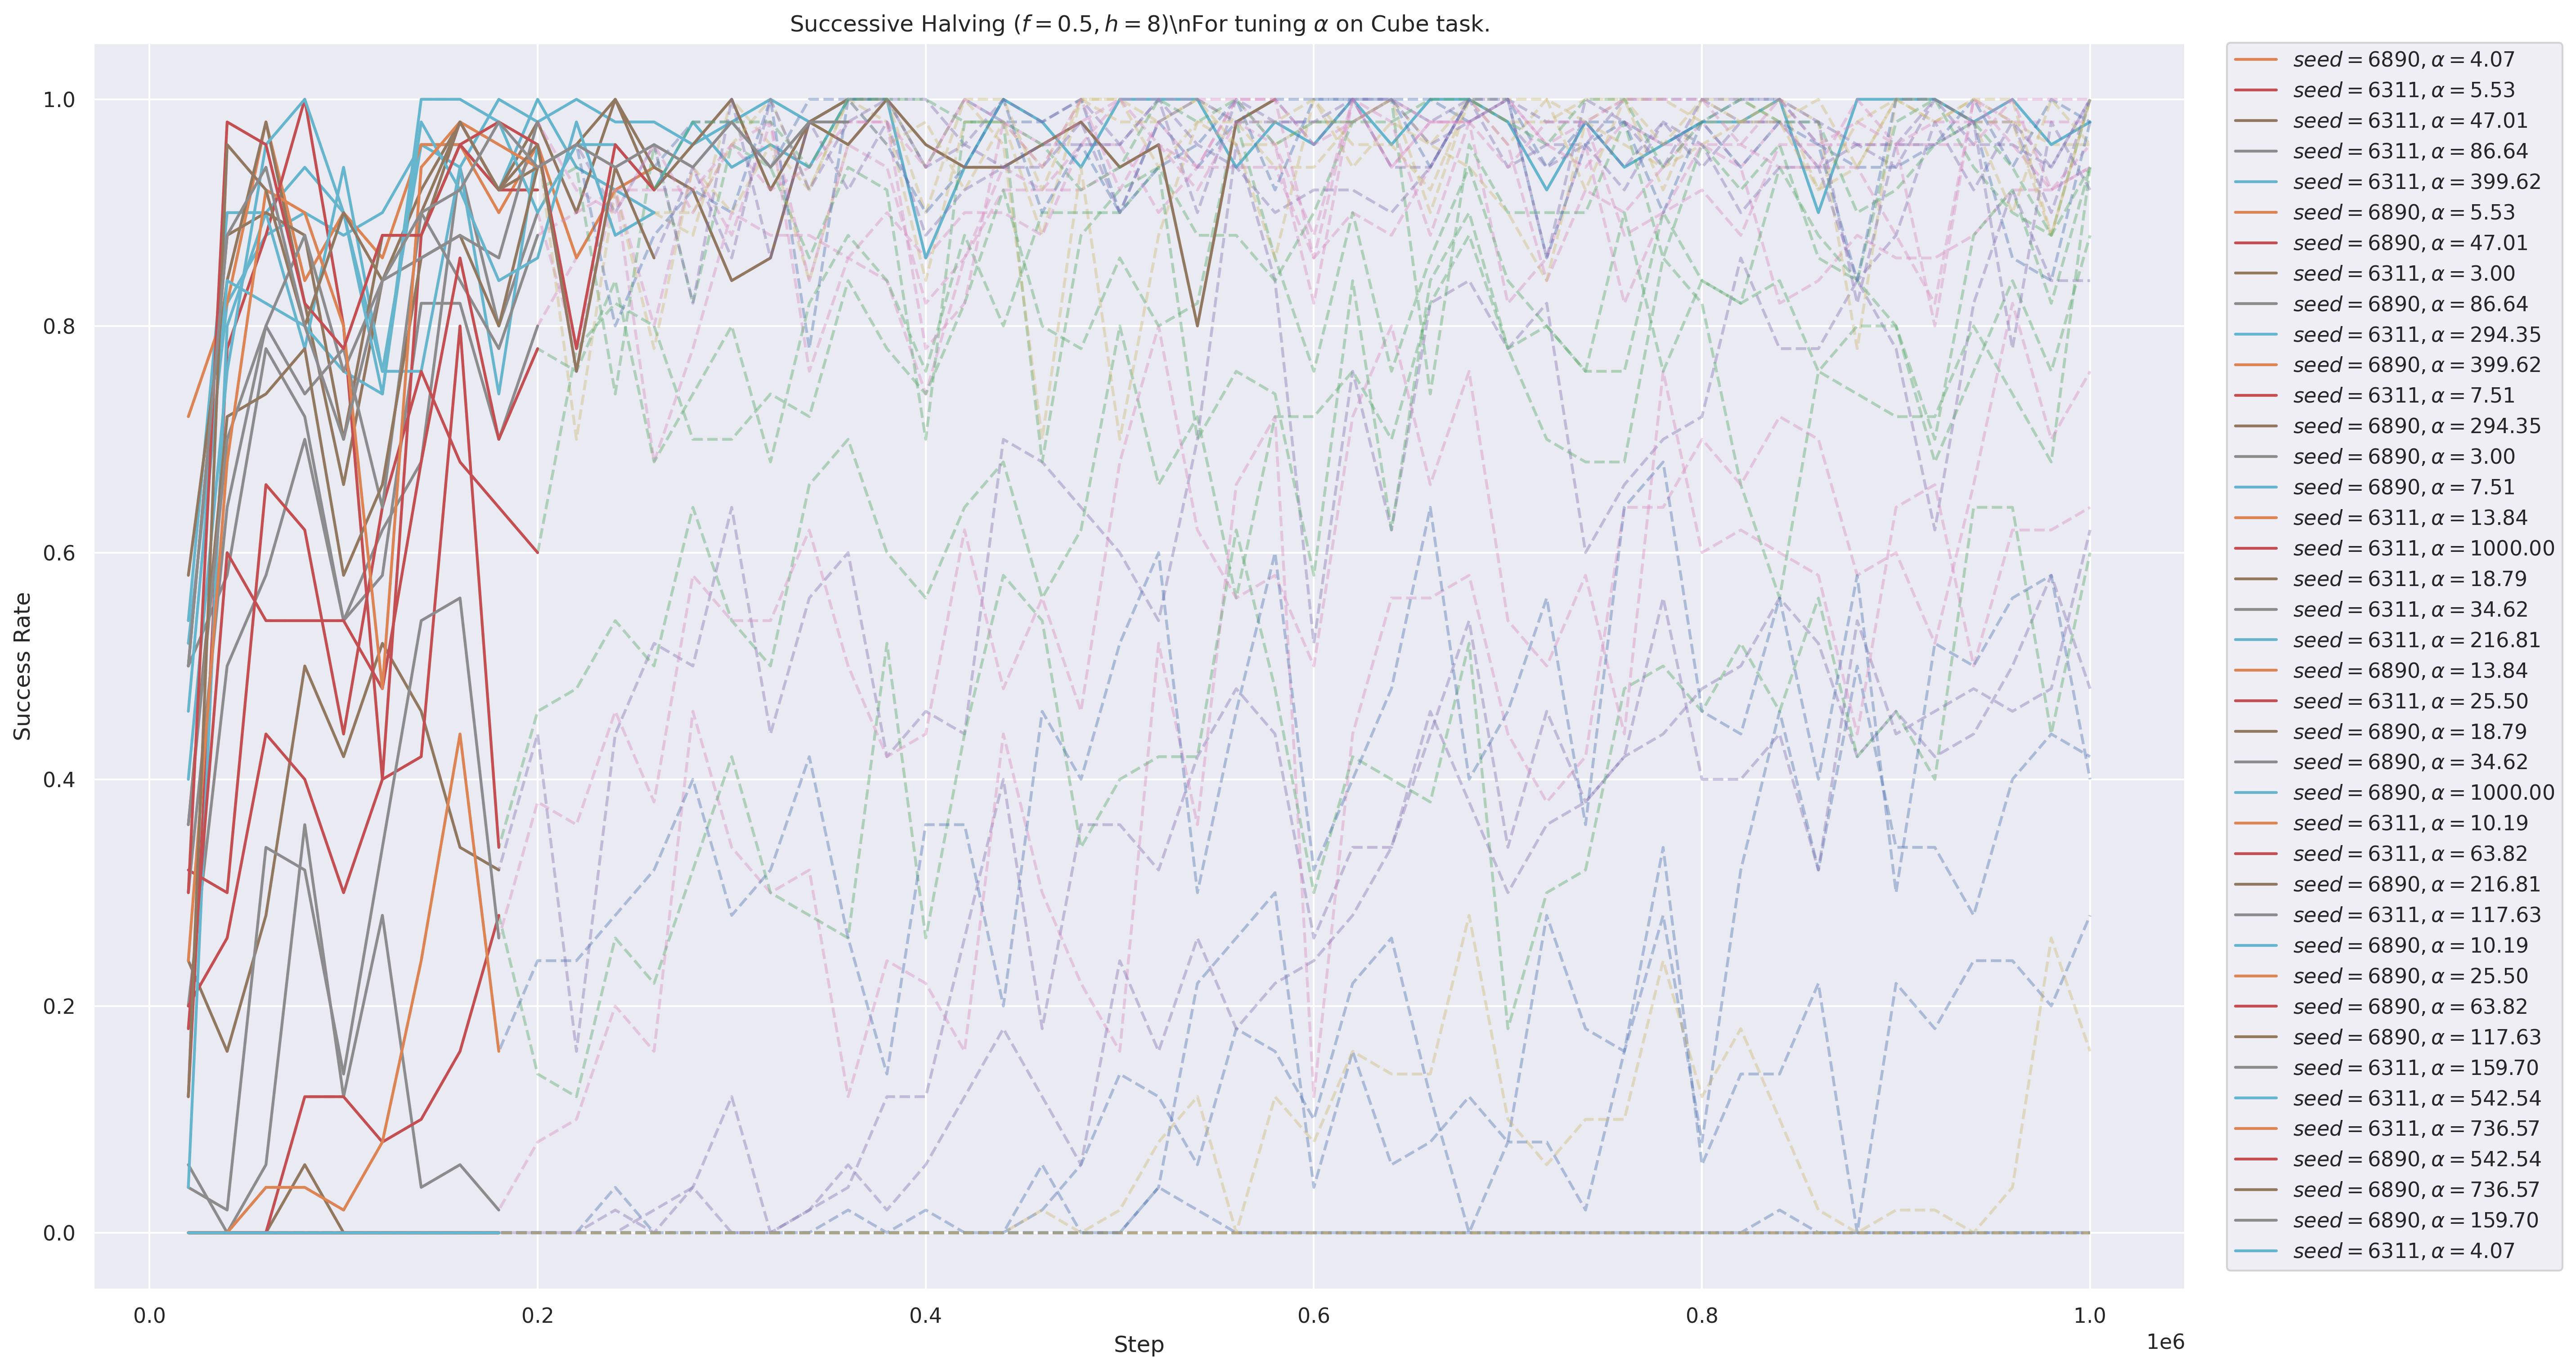 Successive Halving (f = 0.5, h = 8)\nFor tuning α on Cube task.
Success Rate
1.0
0.8
0.6
0.4
0.2
0.0
0.0 0.2 0.4 0.6 0.8 1.0
1e6
Step
seed = 6890, α = 4.07
seed = 6311, α = 5.53
seed = 6311, α = 47.01
seed = 6311, α = 86.64
seed = 6311, α = 399.62
seed = 6890, α = 5.53
seed = 6890, α = 47.01
seed = 6311, α = 3.00
seed = 6890, α = 86.64
seed = 6311, α = 294.35
seed = 6890, α = 399.62
seed = 6311, α = 7.51
seed = 6890, α = 294.35
seed = 6890, α = 3.00
seed = 6890, α = 7.51
seed = 6311, α = 13.84
seed = 6311, α = 1000.00
seed = 6311, α = 18.79
seed = 6311, α = 34.62
seed = 6311, α = 216.81
seed = 6890, α = 13.84
seed = 6311, α = 25.50
seed = 6890, α = 18.79
seed = 6890, α = 34.62
seed = 6890, α = 1000.00
seed = 6311, α = 10.19
seed = 6311, α = 63.82
seed = 6890, α = 216.81
seed = 6311, α = 117.63
seed = 6890, α = 10.19
seed = 6890, α = 25.50
seed = 6890, α = 63.82
seed = 6890, α = 117.63
seed = 6311, α = 159.70
seed = 6311, α = 542.54
seed = 6311, α = 736.57
seed = 6890, α = 542.54
seed = 6890, α = 736.57
seed = 6890, α = 159.70
seed = 6311, α = 4.07